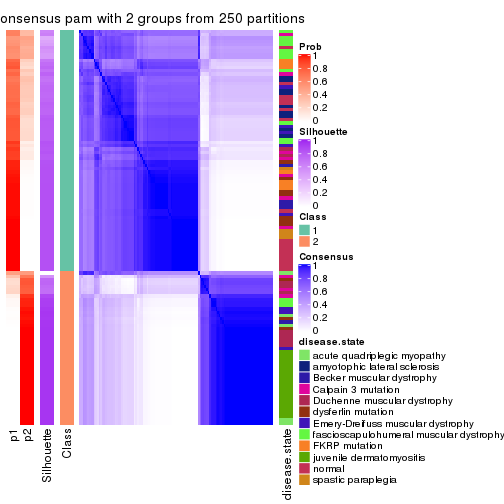 onsensus pam with 2 groups from 250 partitions
Prob
1
0.8
0.6
0.4
0.2
0
Silhouette
1
0.8
0.6
0.4
0.2
0
Class
1
2
Consensus
1
0.8
0.6
0.4
0.2
0
disease.state
acute quadriplegic myopathy
amyotophic lateral sclerosis
Becker muscular dystrophy
Calpain 3 mutation
Duchenne muscular dystrophy
dysferlin mutation
Emery-Dreifuss muscular dystrophy
fascioscapulohumeral muscular dystrophy
FKRP mutation
juvenile dermatomyositis
normal
spastic paraplegia
p1
p2
Silhouette
Class
disease.state